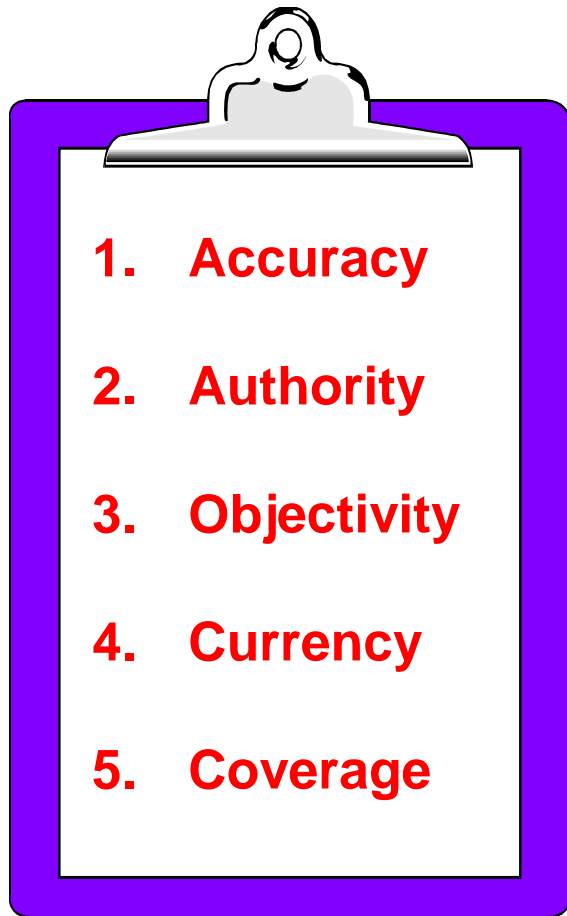 1. Accuracy
2. Authority
3. Objectivity
4. Currency
5. Coverage